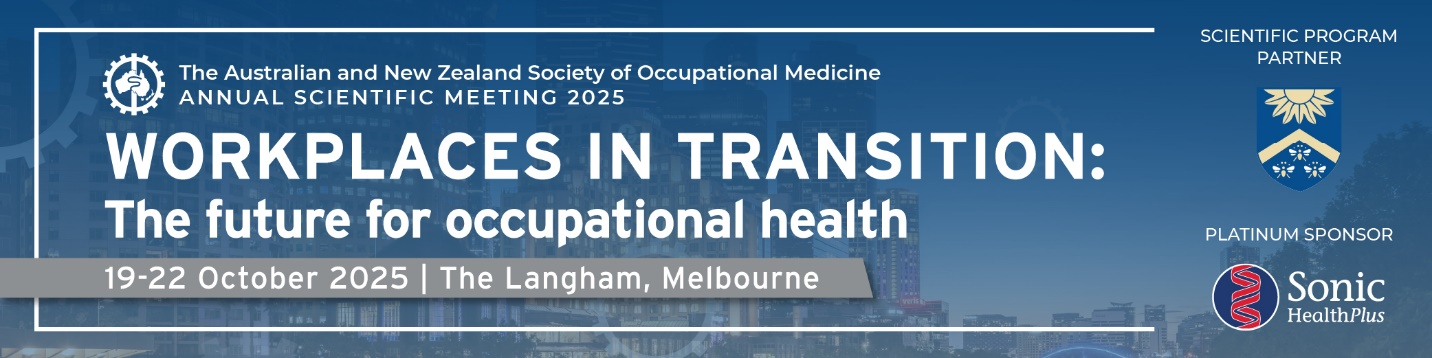 The Australian and New Zealand Society of Occupational Medicine
ANNUAL SCIENTIFIC MEETING 2025
WORKPLACES IN TRANSITION:
The future for occupational health
19-22 October 2025 | The Langham, Melbourne
SCIENTIFIC PROGRAM
PARTNER
PLATINUM SPONSOR
Sonic
HealthPlus